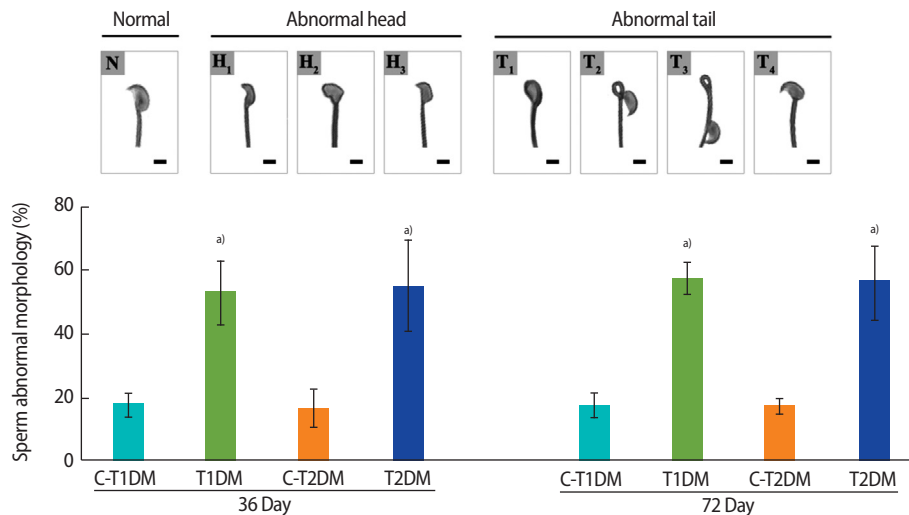 Normal Abnormal head Abnormal tail
N H₁ H₂ H₃ T₁ T₂ T₃ T₄
Sperm abnormal morphology (%)
80
60
40
20
0
a) a) a) a)
C-T1DM T1DM C-T2DM T2DM C-T1DM T1DM C-T2DM T2DM
36 Day 72 Day